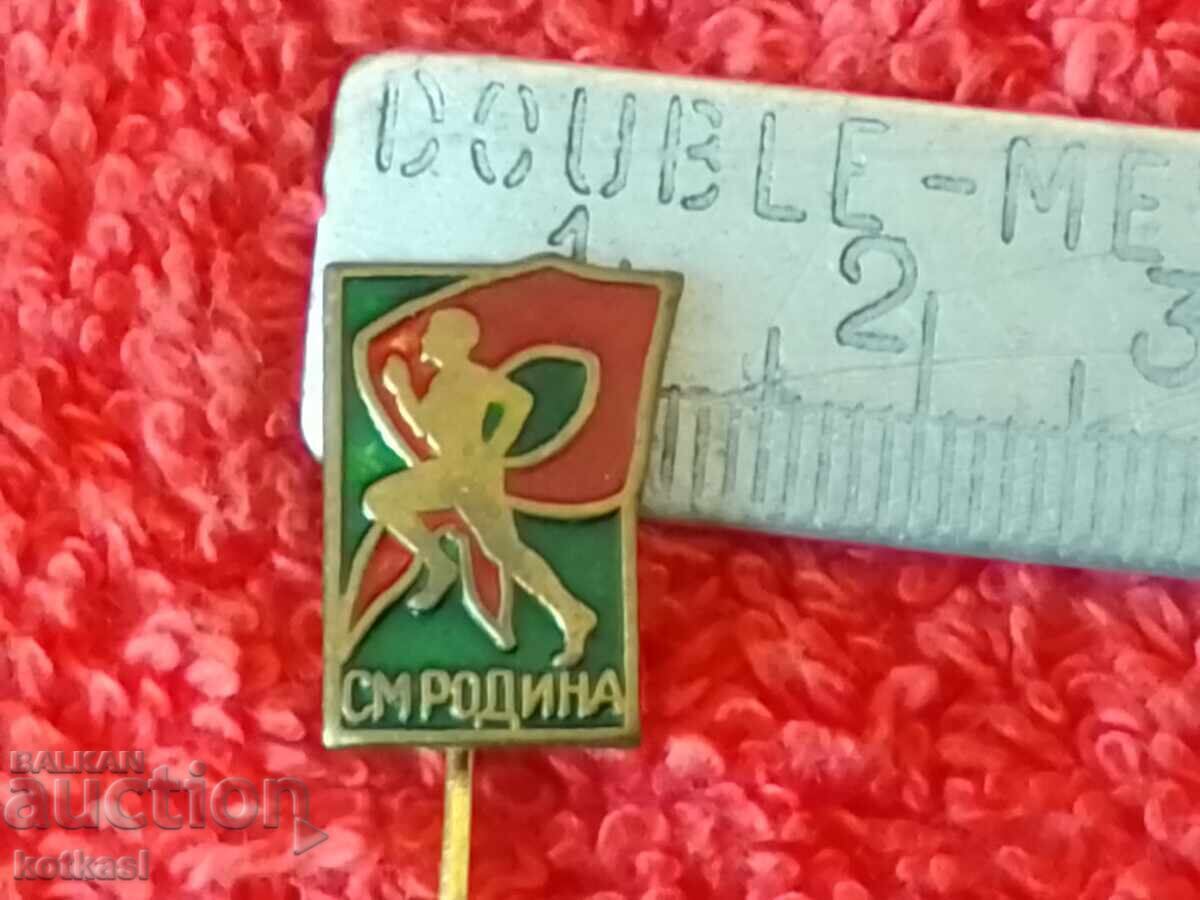 DOUBLE-ME
1 2 3
СМ РОДИНА
BALKAN
auction
kotkasl